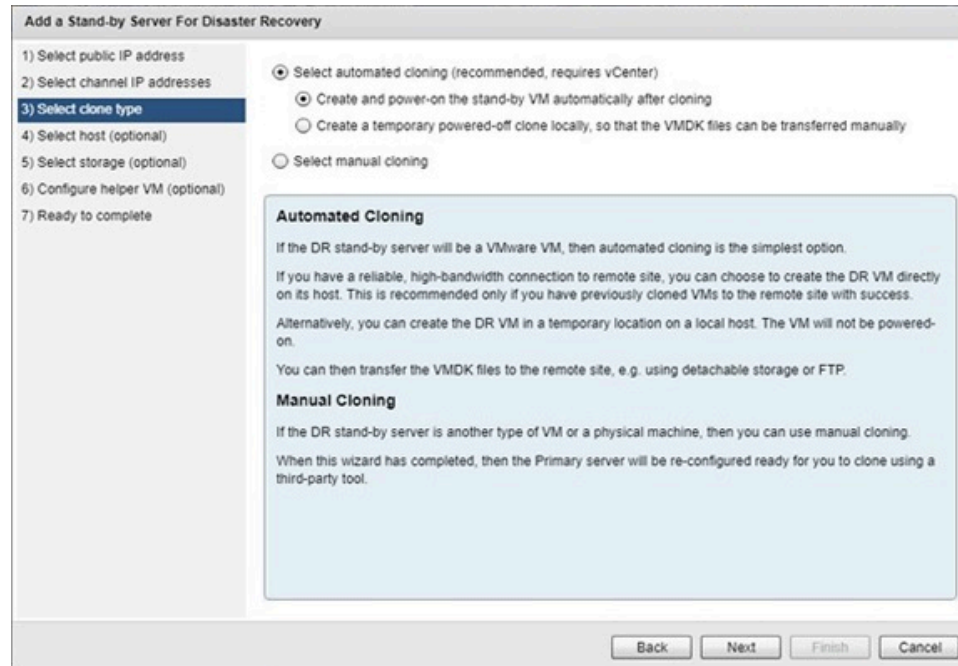 Add a Stand-by Server For Disaster Recovery
1) Select public IP address
2) Select channel IP addresses
3) Select clone type
4) Select host (optional)
5) Select storage (optional)
6) Configure helper VM (optional)
7) Ready to complete
Select automated cloning (recommended, requires vCenter)
Create and power-on the stand-by VM automatically after cloning
Create a temporary powered-off clone locally, so that the VMDK files can be transferred manually
Select manual cloning
Automated Cloning
If the DR stand-by server will be a VMware VM, then automated cloning is the simplest option.
If you have a reliable, high-bandwidth connection to remote site, you can choose to create the DR VM directly
on its host. This is recommended only if you have previously cloned VMs to the remote site with success.
Alternatively, you can create the DR VM in a temporary location on a local host. The VM will not be powered-
on.
You can then transfer the VMDK files to the remote site, e.g. using detachable storage or FTP.
Manual Cloning
If the DR stand-by server is another type of VM or a physical machine, then you can use manual cloning.
When this wizard has completed, then the Primary server will be re-configured ready for you to clone using a
third-party tool.
Back
Next
Finish
Cancel